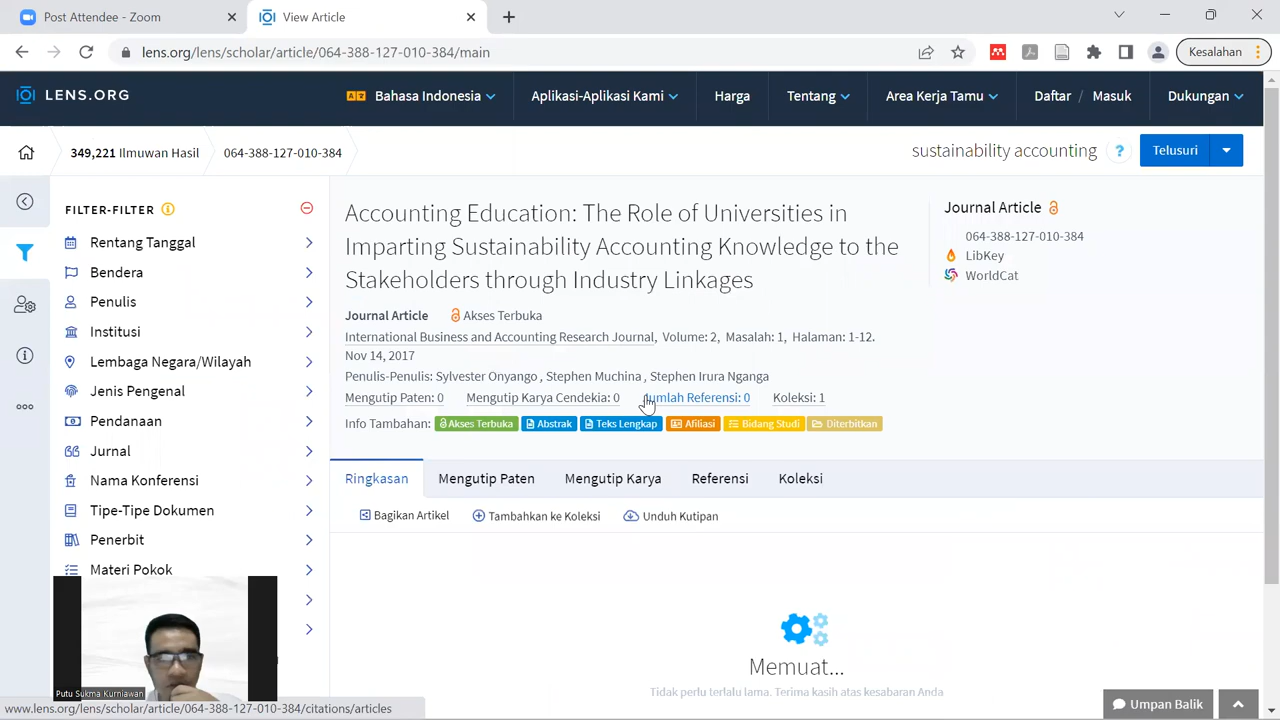 Post Attendee - Zoom
View Article
lens.org/lens/scholar/article/064-388-127-010-384/main
Kesalahan
LENS.ORG
Bahasa Indonesia
Aplikasi-Aplikasi Kami
Harga
Tentang
Area Kerja Tamu
Daftar / Masuk
Dukungan
349,221 Ilmuwan Hasil
064-388-127-010-384
sustainability accounting
?
Telusuri
FILTER-FILTER
Rentang Tanggal
Bendera
Penulis
Institusi
Lembaga Negara/Wilayah
Jenis Pengenal
Pendanaan
Jurnal
Nama Konferensi
Tipe-Tipe Dokumen
Penerbit
Materi Pokok
Accounting Education: The Role of Universities in
Imparting Sustainability Accounting Knowledge to the
Stakeholders through Industry Linkages
Journal Article
Akses Terbuka
International Business and Accounting Research Journal, Volume: 2, Masalah: 1, Halaman: 1-12.
Nov 14, 2017
Penulis-Penulis: Sylvester Onyango , Stephen Muchina , Stephen Irura Nganga
Mengutip Paten: 0
Mengutip Karya Cendekia: 0
Jumlah Referensi: 0
Koleksi: 1
Info Tambahan:
Akses Terbuka
Abstrak
Teks Lengkap
Afiliasi
Bidang Studi
Diterbitkan
Journal Article
064-388-127-010-384
LibKey
WorldCat
Ringkasan
Mengutip Paten
Mengutip Karya
Referensi
Koleksi
Bagikan Artikel
Tambahkan ke Koleksi
Unduh Kutipan
Memuat...
Tidak perlu terlalu lama. Terima kasih atas kesabaran Anda
Putu Sukma Kurniawan
www.lens.org/lens/scholar/article/064-388-127-010-384/citations/articles
Umpan Balik